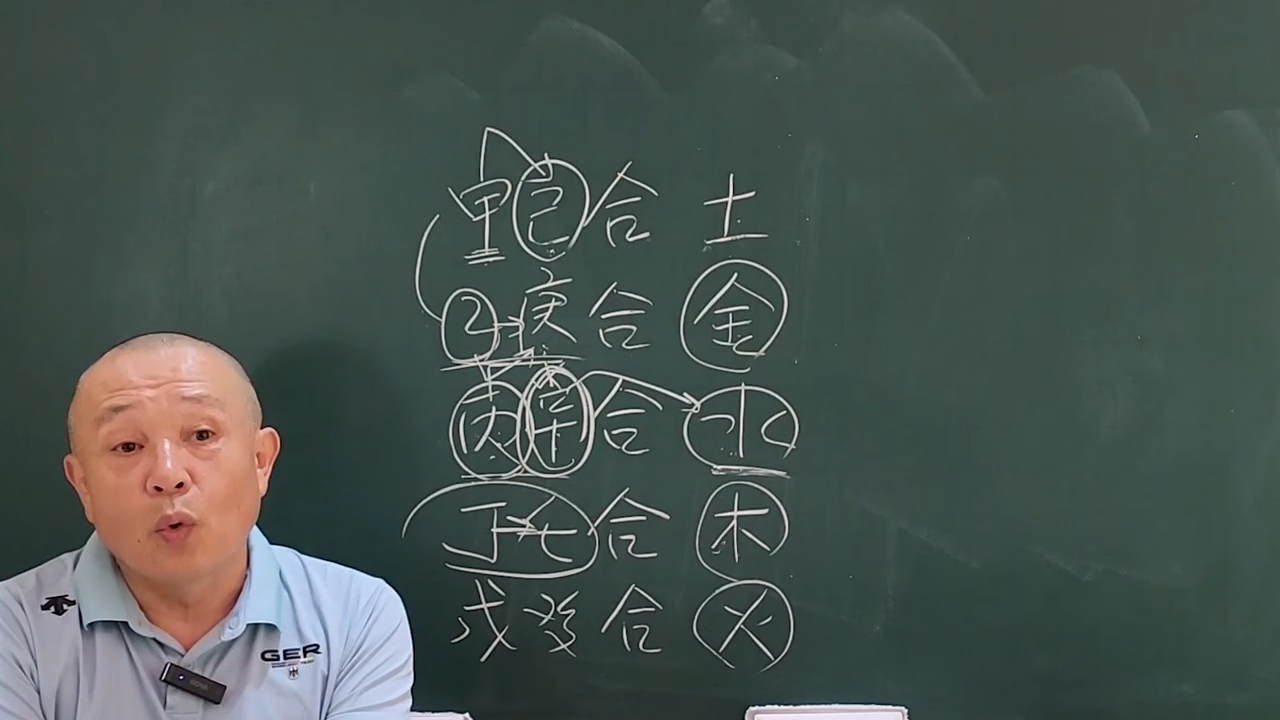 甲己合 土
乙庚合 金
丙辛合 水
丁壬合 木
戊癸合 火
GER